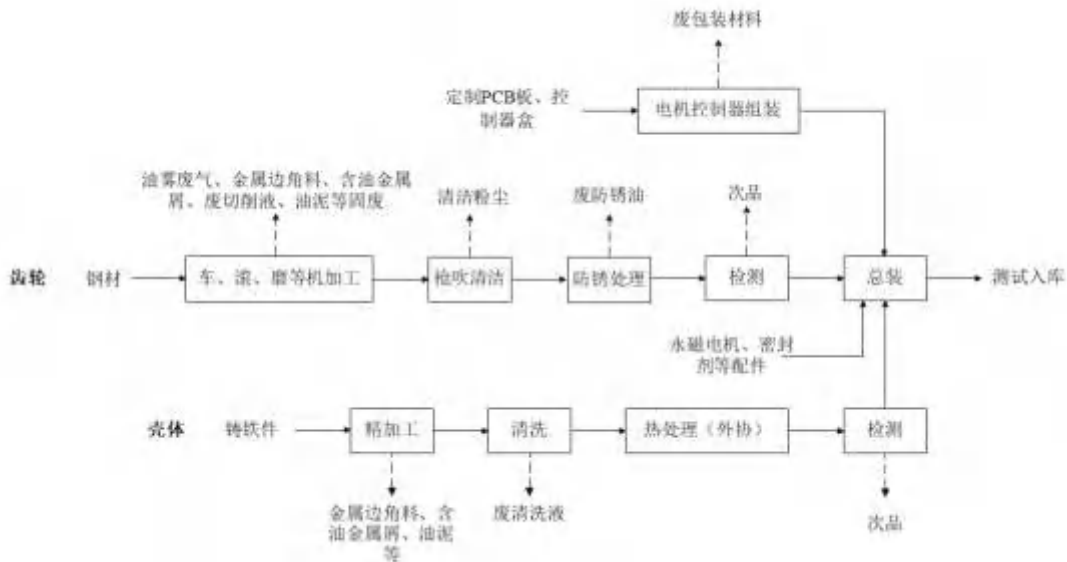 废包装材料
定制PCB板、控
制器盒
电机控制器组装
油雾废气、金属边角料、含油金属
屑、废切削液、油泥等固废
清洁粉尘
废防锈油
次品
齿轮
钢材
车、滚、磨等机加工
枪吹清洁
防锈处理
检测
总装
测试入库
永磁电机、密封
剂等配件
壳体
铸铁件
精加工
清洗
热处理（外协）
检测
金属边角料、含
油金属屑、油泥
等
废清洗液
次品